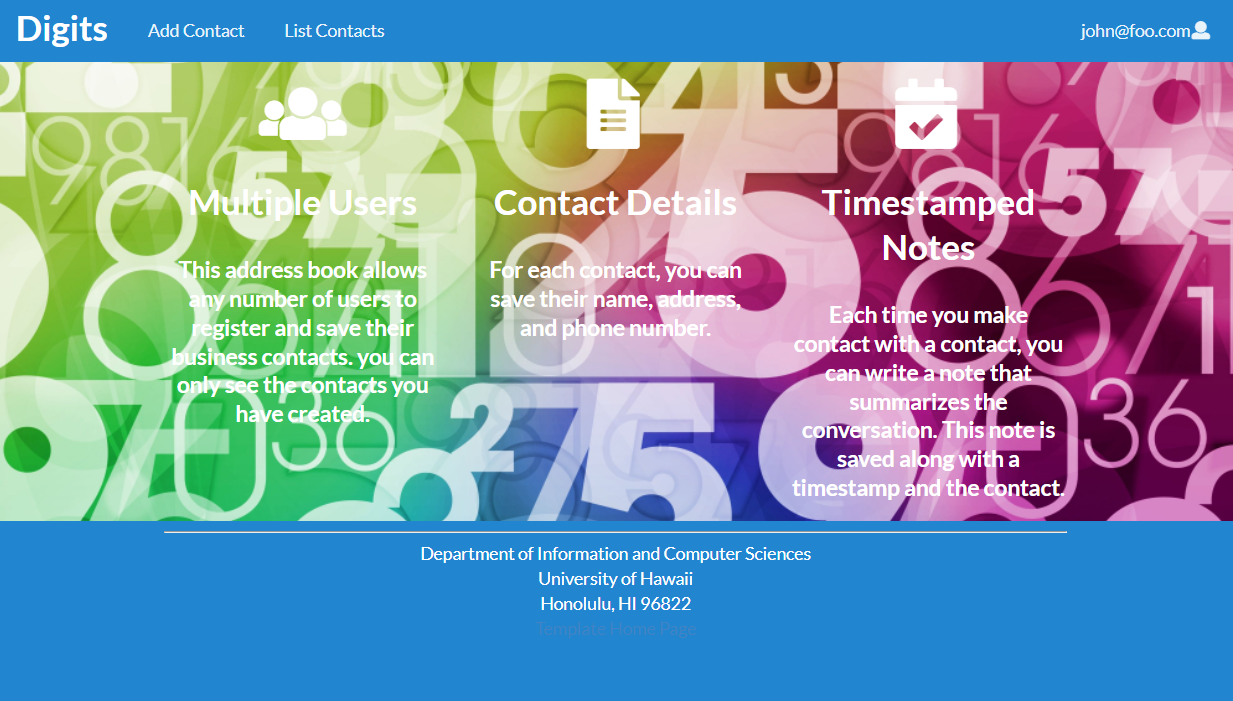 Digits
Add Contact
List Contacts
john@foo.com
Multiple Users
This address book allows
any number of users to
register and save their
business contacts. you can
only see the contacts you
have created.
Contact Details
For each contact, you can
save their name, address,
and phone number.
Timestamped
Notes
Each time you make
contact with a contact, you
can write a note that
summarizes the
conversation. This note is
saved along with a
timestamp and the contact.
Department of Information and Computer Sciences
University of Hawaii
Honolulu, HI 96822
Template Home Page